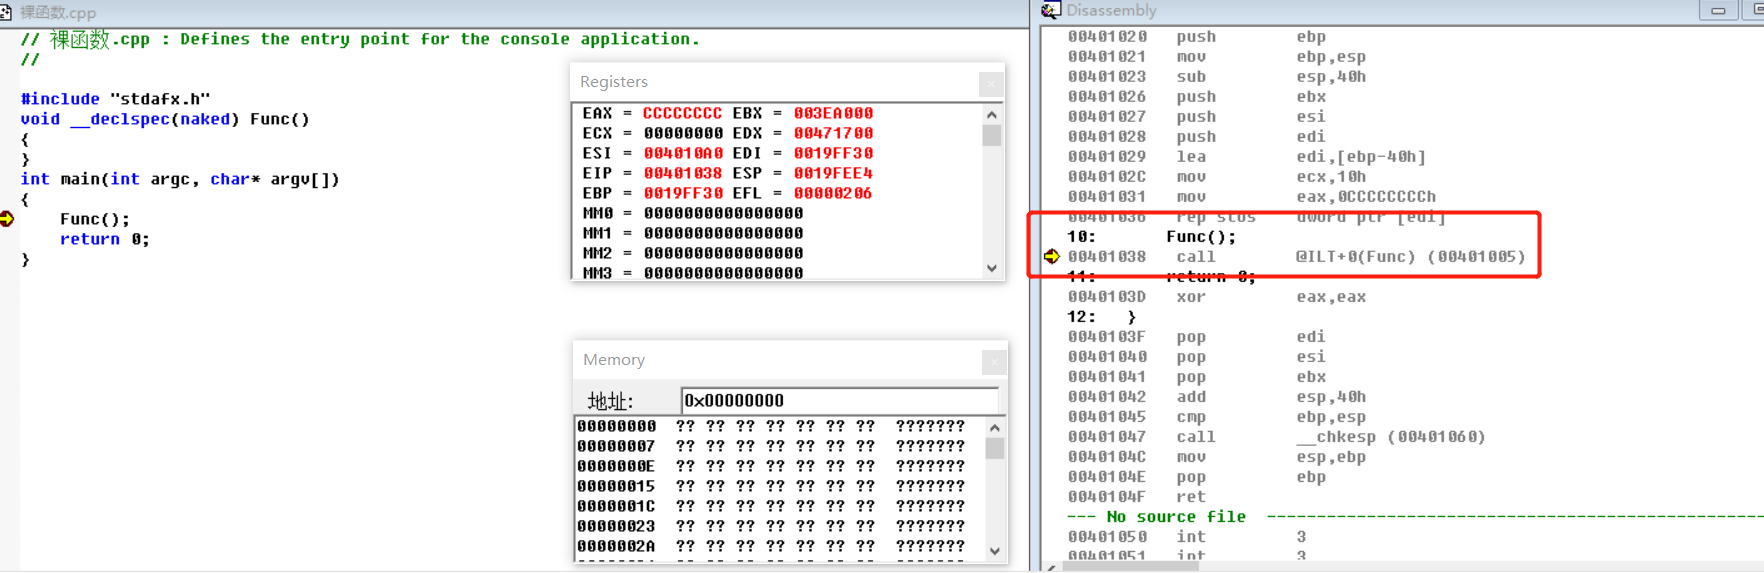 裸函数.cpp
// 裸函数.cpp : Defines the entry point for the console application.
//
#include "stdafx.h"
void __declspec(naked) Func()
{
}
int main(int argc, char* argv[])
{
Func();
return 0;
}
Registers
EAX = CCCCCCCC EBX = 003EA000
ECX = 00000000 EDX = 00471700
ESI = 004010A0 EDI = 0019FF30
EIP = 00401038 ESP = 0019FEE4
EBP = 0019FF30 EFL = 00000206
MM0 = 0000000000000000
MM1 = 0000000000000000
MM2 = 0000000000000000
MM3 = 0000000000000000
Memory
地址: 0x00000000
00000000 ?? ?? ?? ?? ?? ?? ?? ???????
00000007 ?? ?? ?? ?? ?? ?? ?? ???????
0000000E ?? ?? ?? ?? ?? ?? ?? ???????
00000015 ?? ?? ?? ?? ?? ?? ?? ???????
0000001C ?? ?? ?? ?? ?? ?? ?? ???????
00000023 ?? ?? ?? ?? ?? ?? ?? ???????
0000002A ?? ?? ?? ?? ?? ?? ?? ???????
Disassembly
00401020 push ebp
00401021 mov ebp,esp
00401023 sub esp,40h
00401026 push ebx
00401027 push esi
00401028 push edi
00401029 lea edi,[ebp-40h]
0040102C mov ecx,10h
00401031 mov eax,0CCCCCCCCh
00401036 rep stos dword ptr [edi]
10: Func();
00401038 call @ILT+0(Func) (00401005)
11: return 0;
0040103D xor eax,eax
12: }
0040103F pop edi
00401040 pop esi
00401041 pop ebx
00401042 add esp,40h
00401045 cmp ebp,esp
00401047 call __chkesp (00401060)
0040104C mov esp,ebp
0040104E pop ebp
0040104F ret
--- No source file ---
00401050 int 3
00401051 int 3